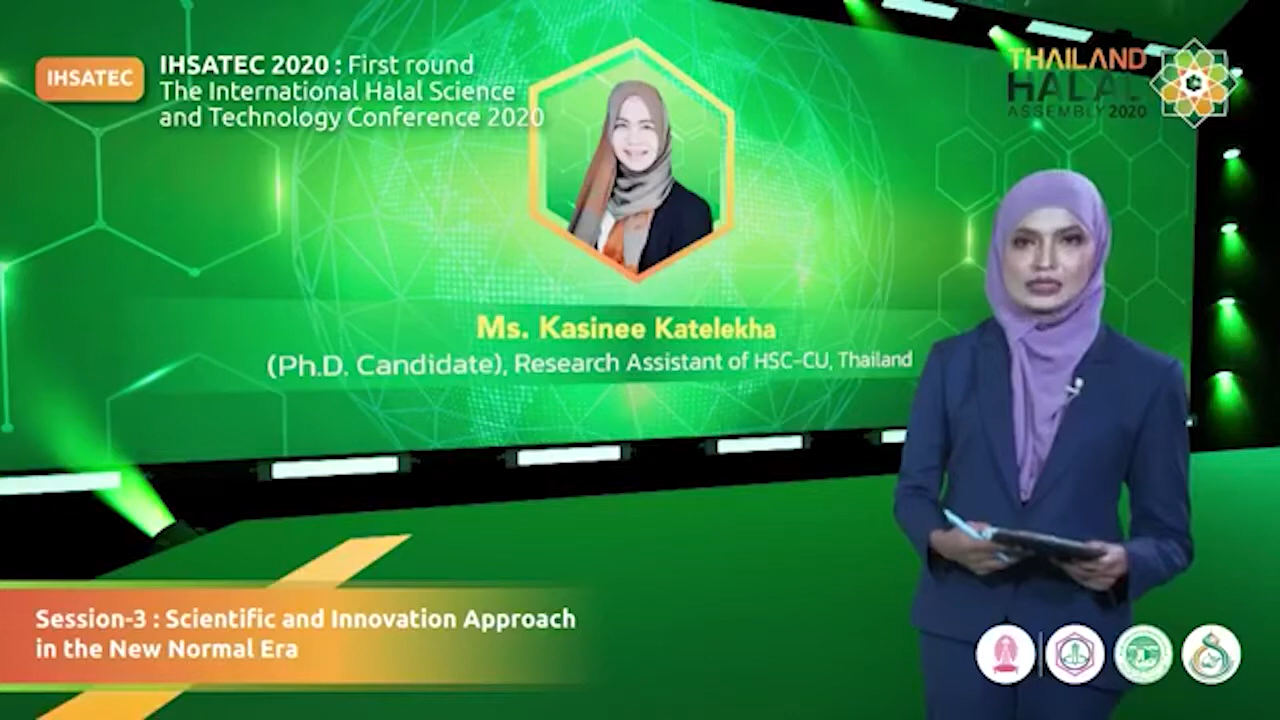 IHSATEC
IHSATEC 2020 : First round
The International Halal Science
and Technology Conference 2020
THAILAND
HALAL
ASSEMBLY 2020
Ms. Kasinee Katelekha
(Ph.D. Candidate), Research Assistant of HSC-CU, Thailand
Session-3 : Scientific and Innovation Approach
in the New Normal Era